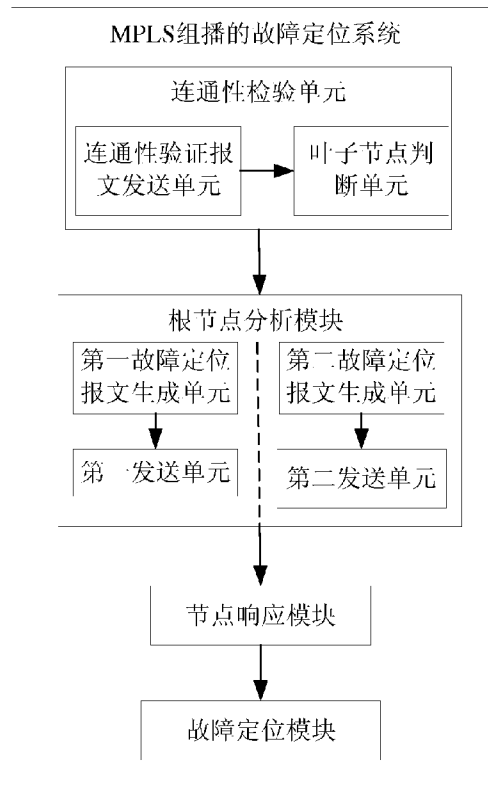 MPLS组播的故障定位系统
连通性检验单元
连通性验证报
文发送单元
叶子节点判
断单元
根节点分析模块
第一故障定位
报文生成单元
第二故障定位
报文生成单元
第一发送单元
第二发送单元
节点响应模块
故障定位模块